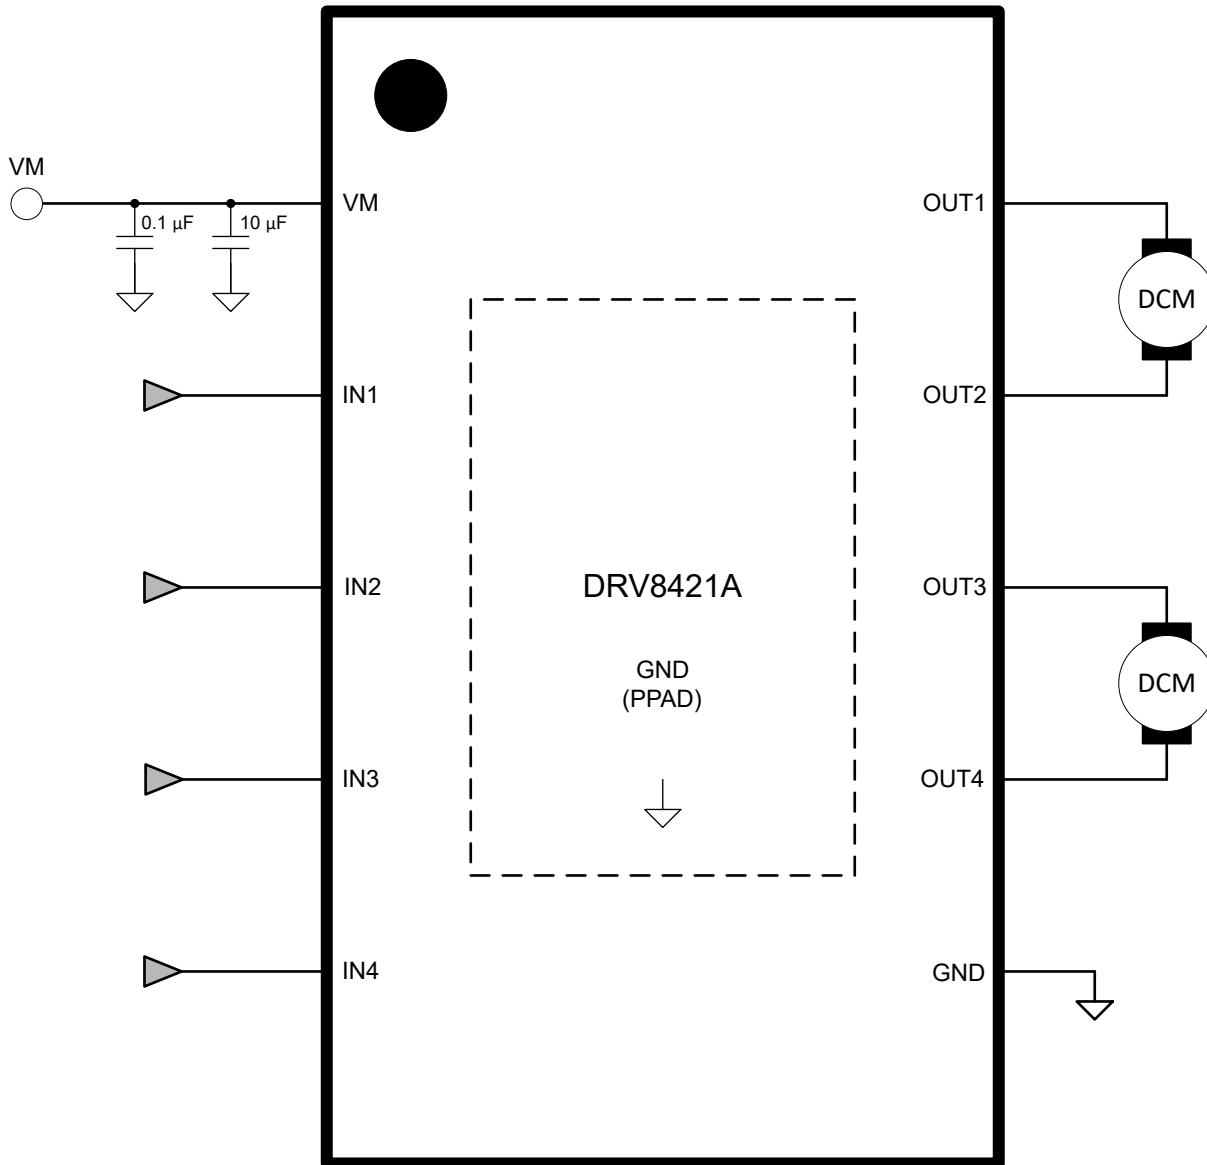 VM
0.1 µF
10 µF
VM
OUT1
DCM
IN1
OUT2
IN2
DRV8421A
OUT3
GND
(PPAD)
DCM
IN3
OUT4
IN4
GND